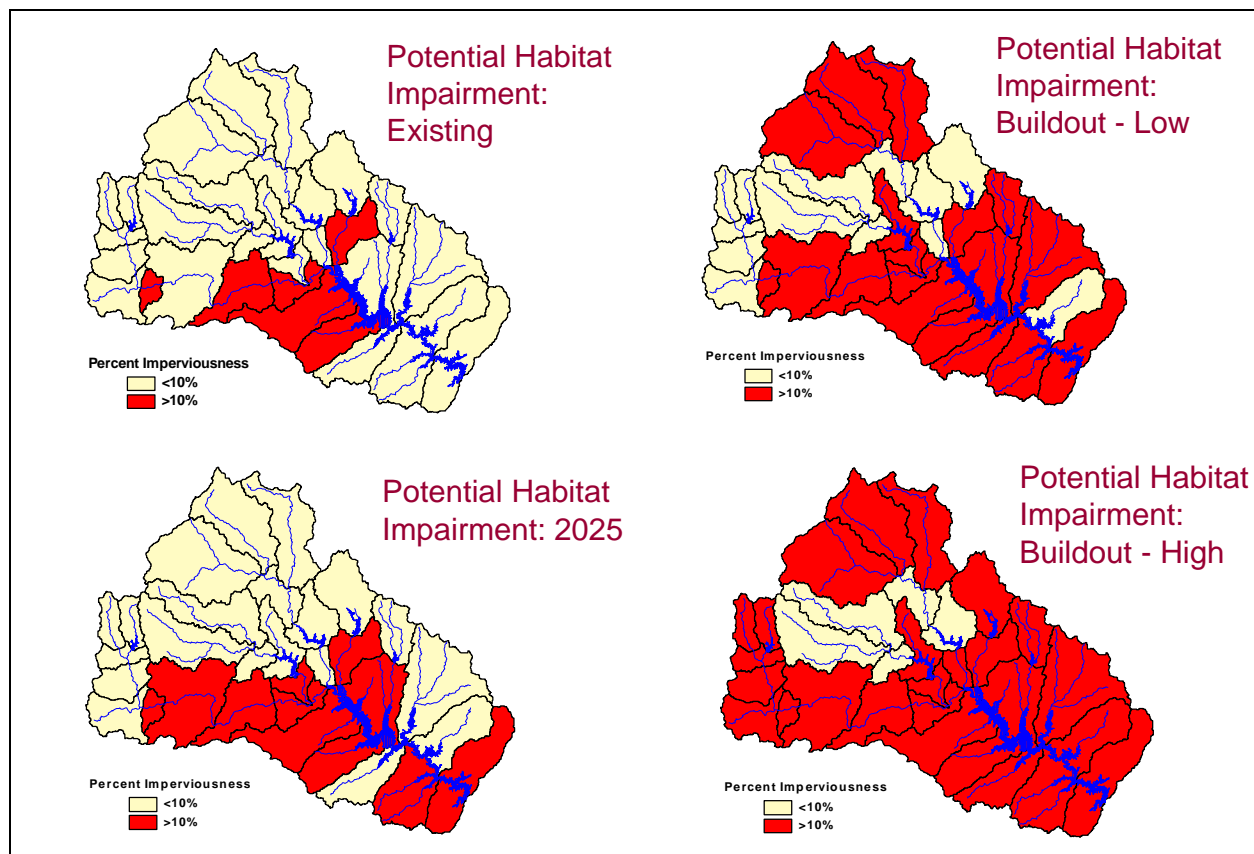 Potential Habitat
Impairment:
Existing
Percent Imperviousness
<10%
>10%
Potential Habitat
Impairment:
Buildout - Low
Percent Imperviousness
<10%
>10%
Potential Habitat
Impairment: 2025
Percent Imperviousness
<10%
>10%
Potential Habitat
Impairment:
Buildout - High
Percent Imperviousness
<10%
>10%